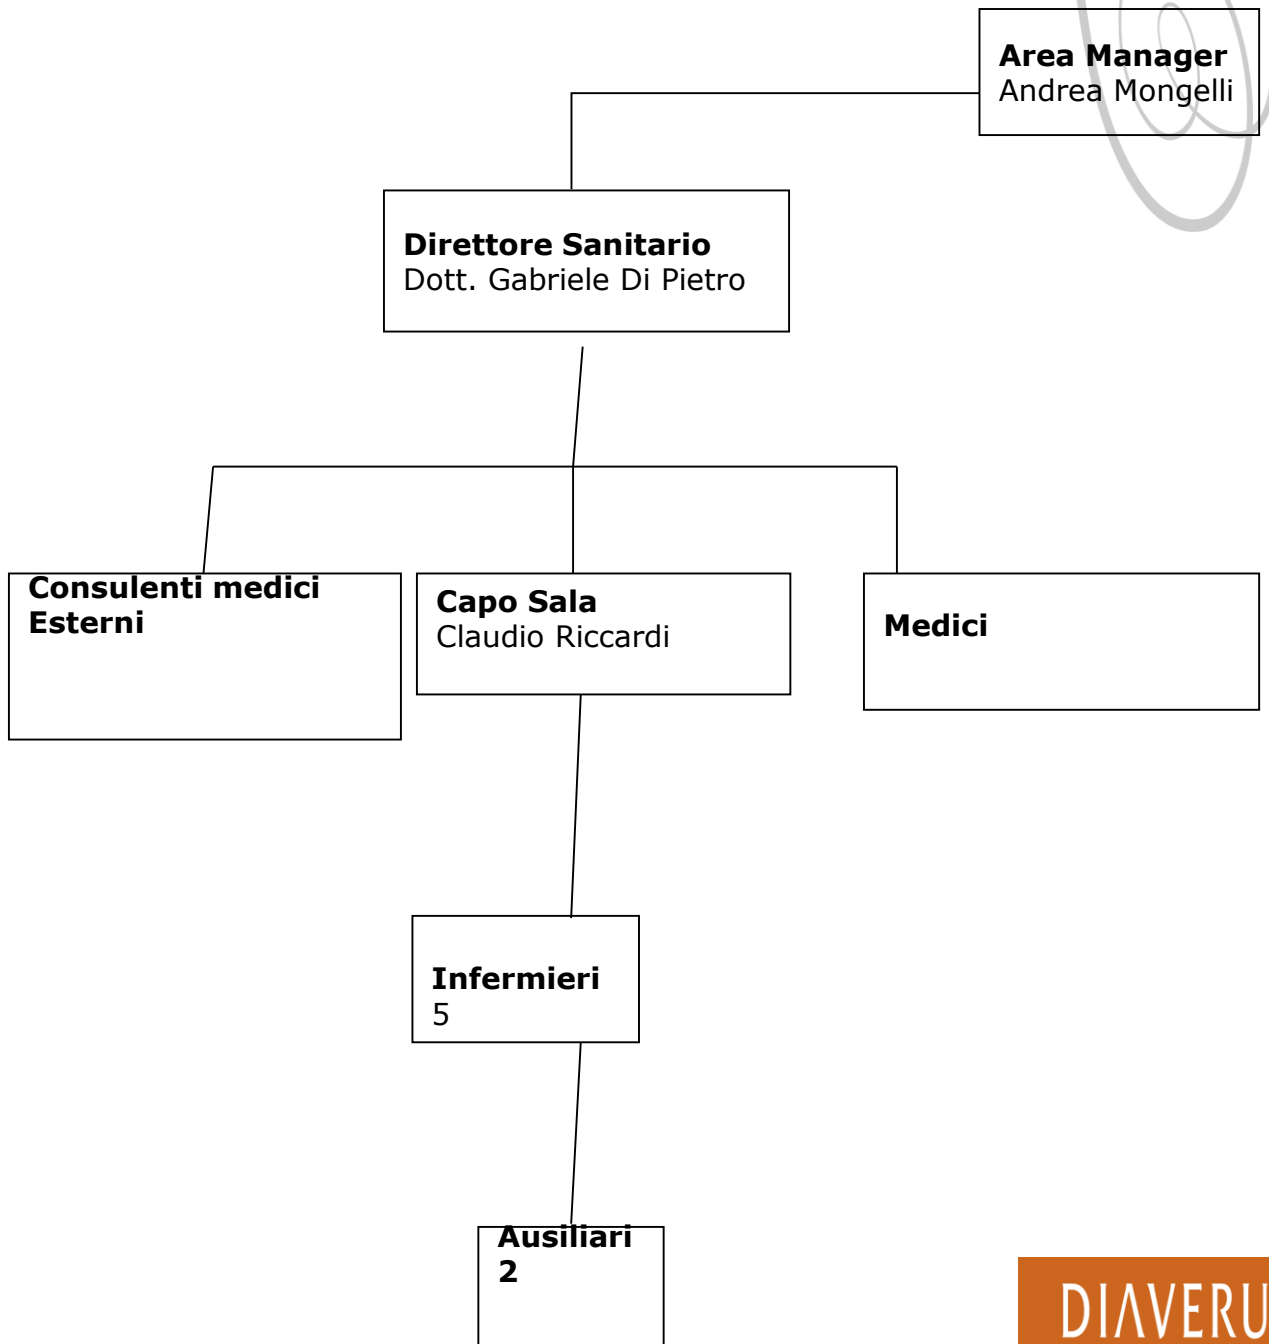 Area Manager
Andrea Mongelli
Direttore Sanitario
Dott. Gabriele Di Pietro
Consulenti medici
Esterni
Capo Sala
Claudio Riccardi
Medici
Infermieri
5
Ausiliari
2
DIAVERU